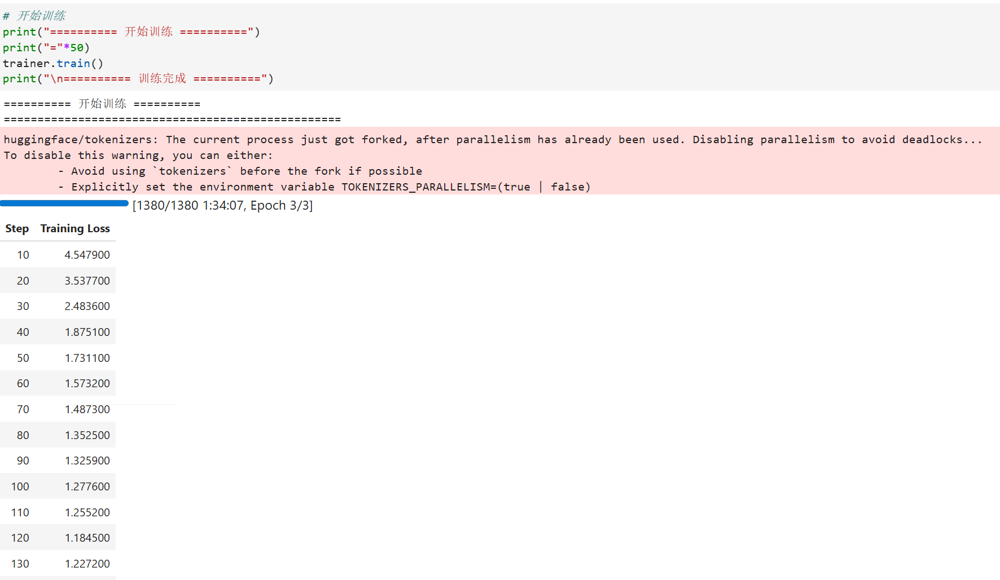 # 开始训练
print("========== 开始训练 ==========")
print("="*50)
trainer.train()
print("\n========== 训练完成 ==========")
========== 开始训练 ==========
==================================================
huggingface/tokenizers: The current process just got forked, after parallelism has already been used. Disabling parallelism to avoid deadlocks...
To disable this warning, you can either:
	- Avoid using `tokenizers` before the fork if possible
	- Explicitly set the environment variable TOKENIZERS_PARALLELISM=(true | false)
[1380/1380 1:34:07, Epoch 3/3]
Step Training Loss
10 4.547900
20 3.537700
30 2.483600
40 1.875100
50 1.731100
60 1.573200
70 1.487300
80 1.352500
90 1.325900
100 1.277600
110 1.255200
120 1.184500
130 1.227200